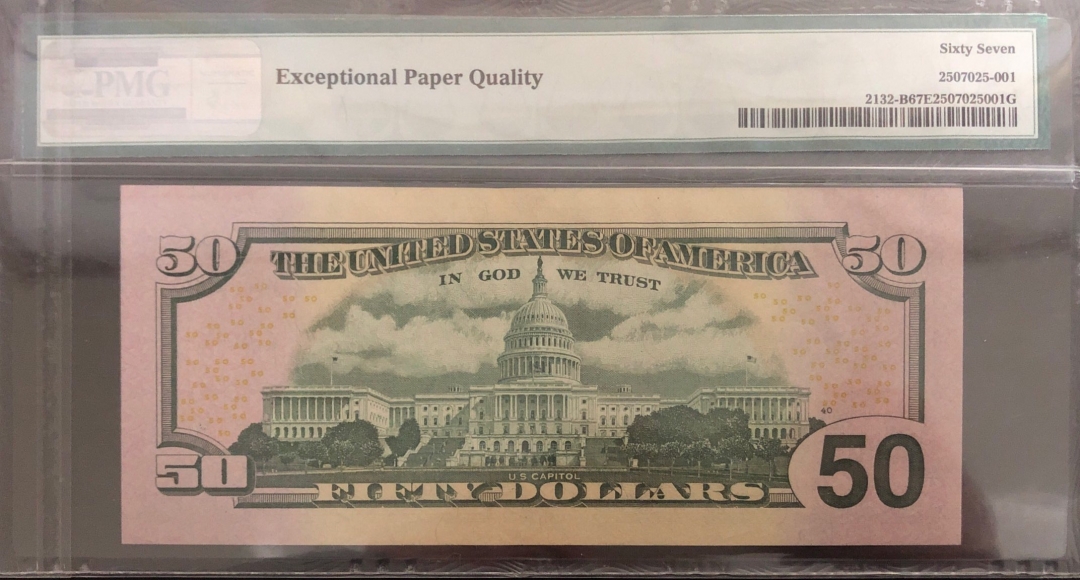 PMG
Exceptional Paper Quality
Sixty Seven
2507025-001
2132-B67E2507025001G
50
THE UNITED STATES OF AMERICA
50
IN GOD WE TRUST
40
50
U.S. CAPITOL
FIFTY DOLLARS
50